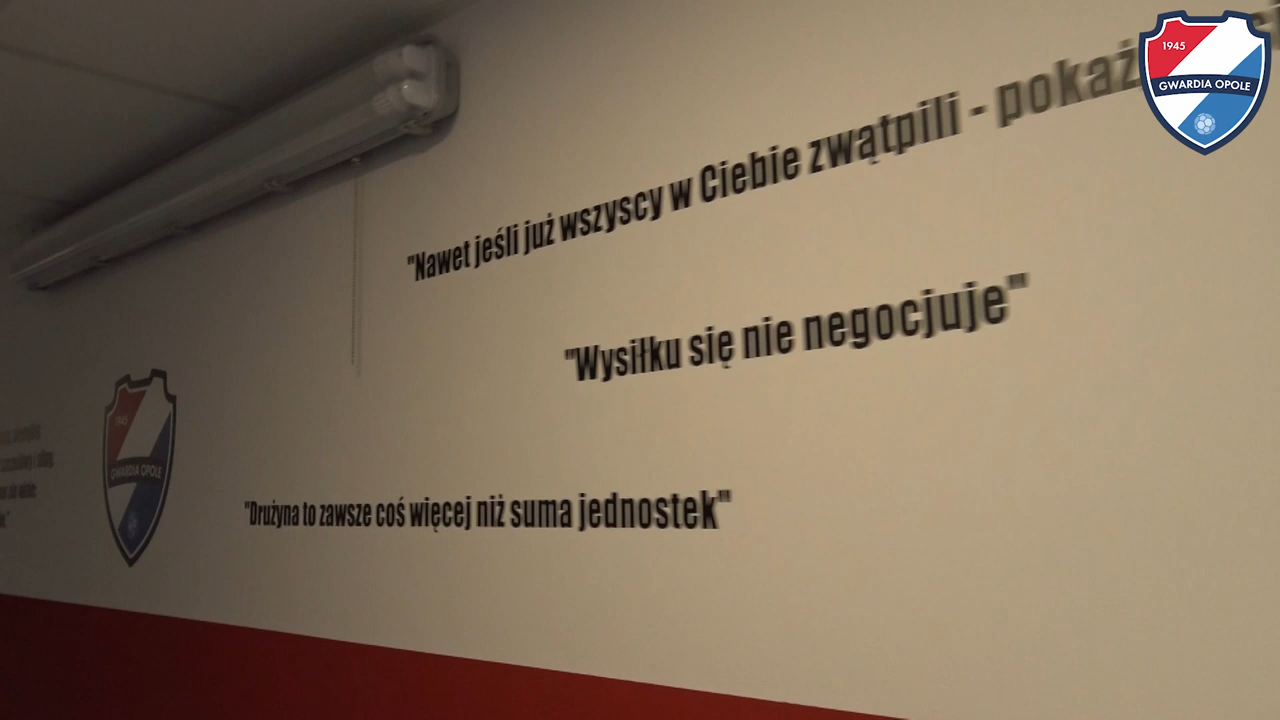 1945
GWARDIA OPOLE
"Nawet jeśli już wszyscy w Ciebie zwątpili - pokaż
"Wysiłku się nie negocjuje"
1945
GWARDIA OPOLE
"Drużyna to zawsze coś więcej niż suma jednostek"